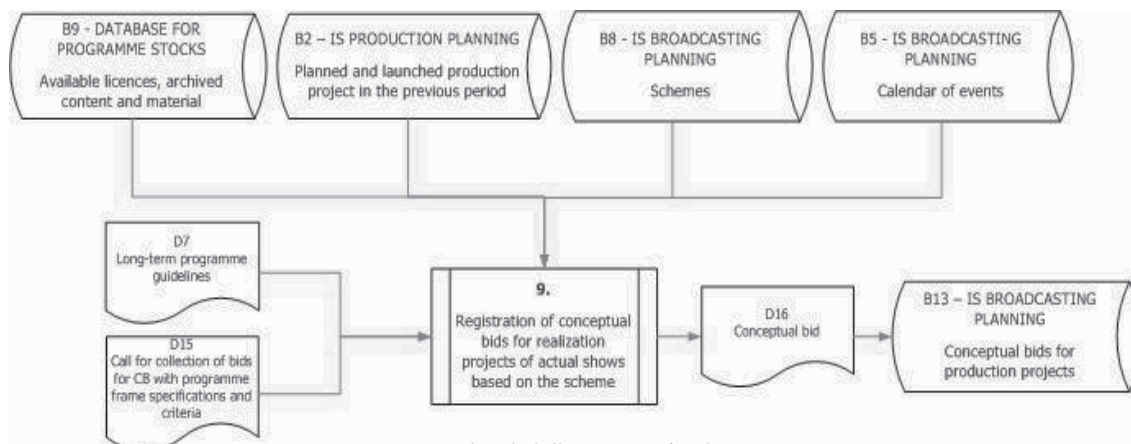 B9 - DATABASE FOR
PROGRAMME STOCKS
Available licences, archived
content and material
B2 – IS PRODUCTION PLANNING
Planned and launched production
project in the previous period
B8 - IS BROADCASTING
PLANNING
Schemes
B5 - IS BROADCASTING
PLANNING
Calendar of events
D7
Long-term programme
guidelines
D15
Call for collection of bids
for CB with programme
frame specifications and
criteria
9.
Registration of conceptual
bids for realization
projects of actual shows
based on the scheme
D16
Conceptual bid
B13 – IS BROADCASTING
PLANNING
Conceptual bids for
production projects